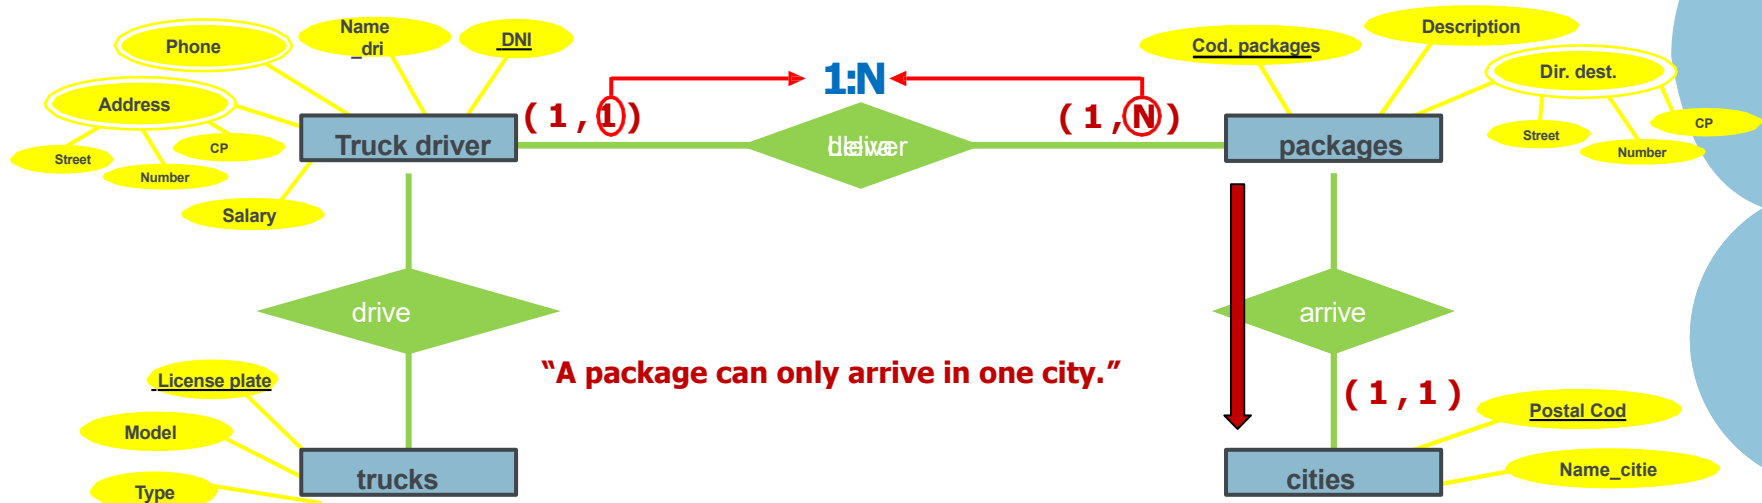 Name
_dri
DNI
Phone
Address
Street
Number
CP
Salary
Truck driver
( 1 , 1 )
1:N
( 1 , N )
deliver
Cod. packages
Description
Dir. dest.
Street
Number
CP
packages
drive
arrive
“A package can only arrive in one city.”
( 1 , 1 )
License plate
Model
Type
trucks
Postal Cod
Name_citie
cities